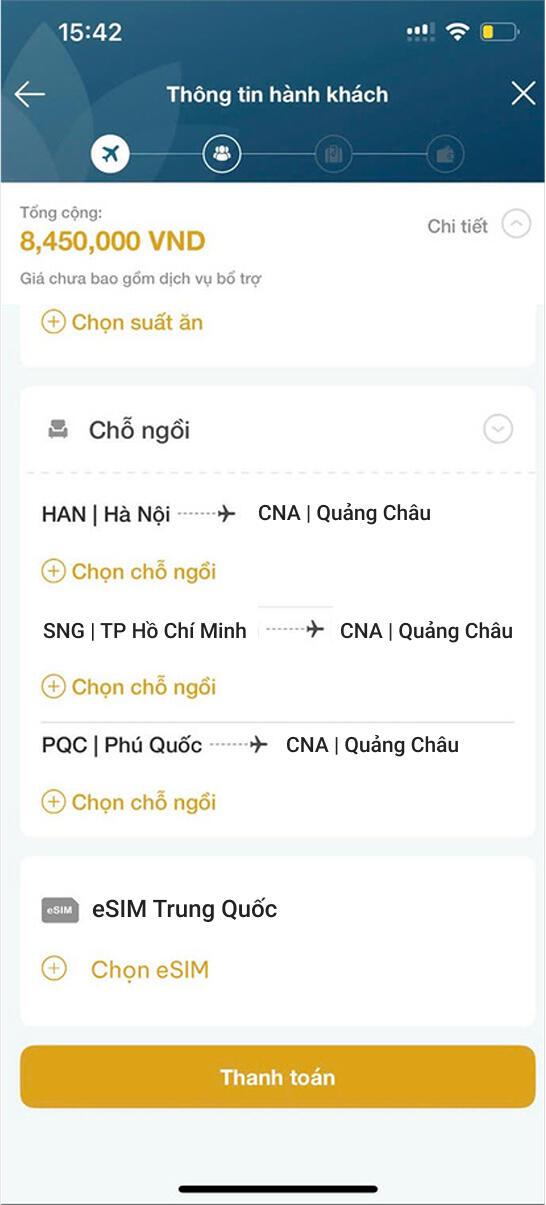 15:42
Thông tin hành khách
Tổng cộng:
8,450,000 VND
Chi tiết
Giá chưa bao gồm dịch vụ bổ trợ
Chọn suất ăn
Chỗ ngồi
HAN | Hà Nội CNA | Quảng Châu
Chọn chỗ ngồi
SNG | TP Hồ Chí Minh CNA | Quảng Châu
Chọn chỗ ngồi
PQC | Phú Quốc CNA | Quảng Châu
Chọn chỗ ngồi
eSIM eSIM Trung Quốc
Chọn eSIM
Thanh toán